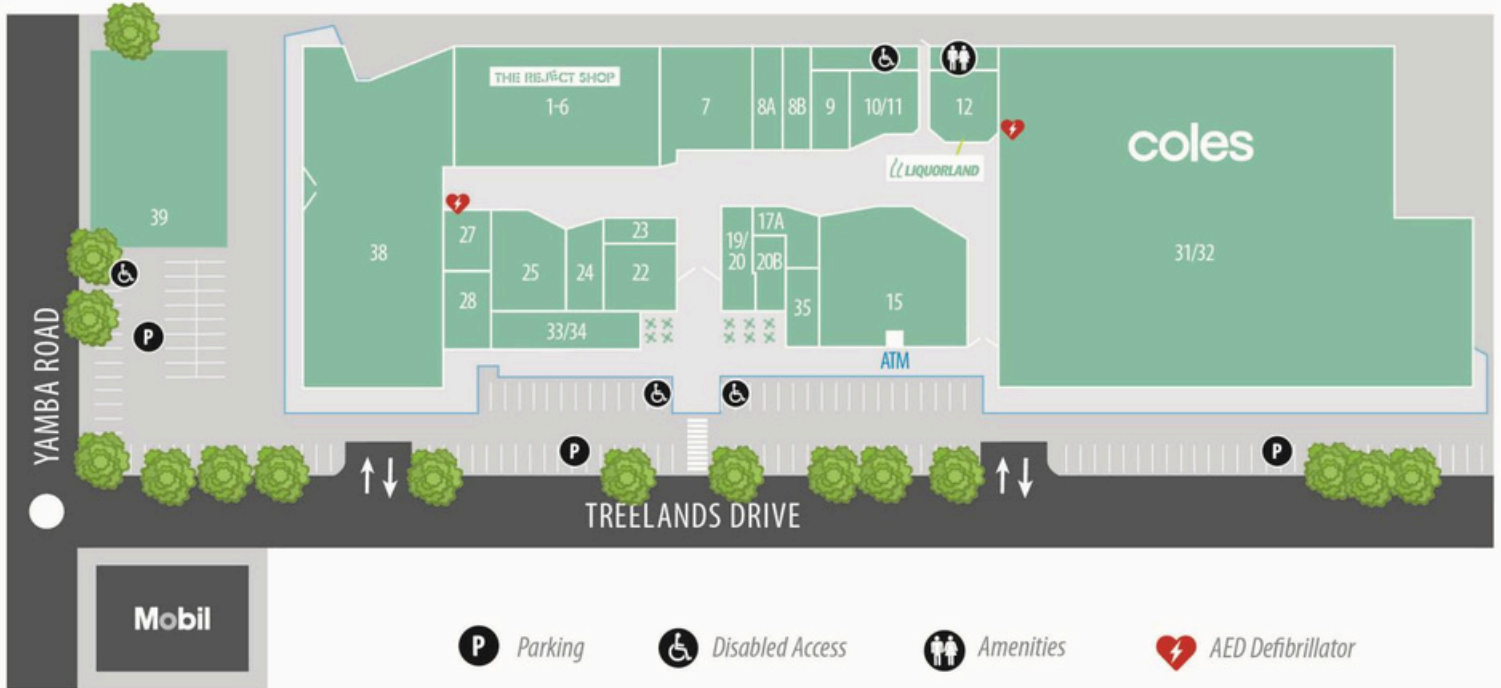 THE REJECT SHOP
1-6
7
8A
8B
9
10/11
12
LIQUORLAND
coles
31/32
39
38
27
28
25
24
23
22
33/34
19/
20
17A
20B
35
15
ATM
P
P
P
YAMBA ROAD
TREELANDS DRIVE
Mobil
P Parking
Disabled Access
Amenities
AED Defibrillator